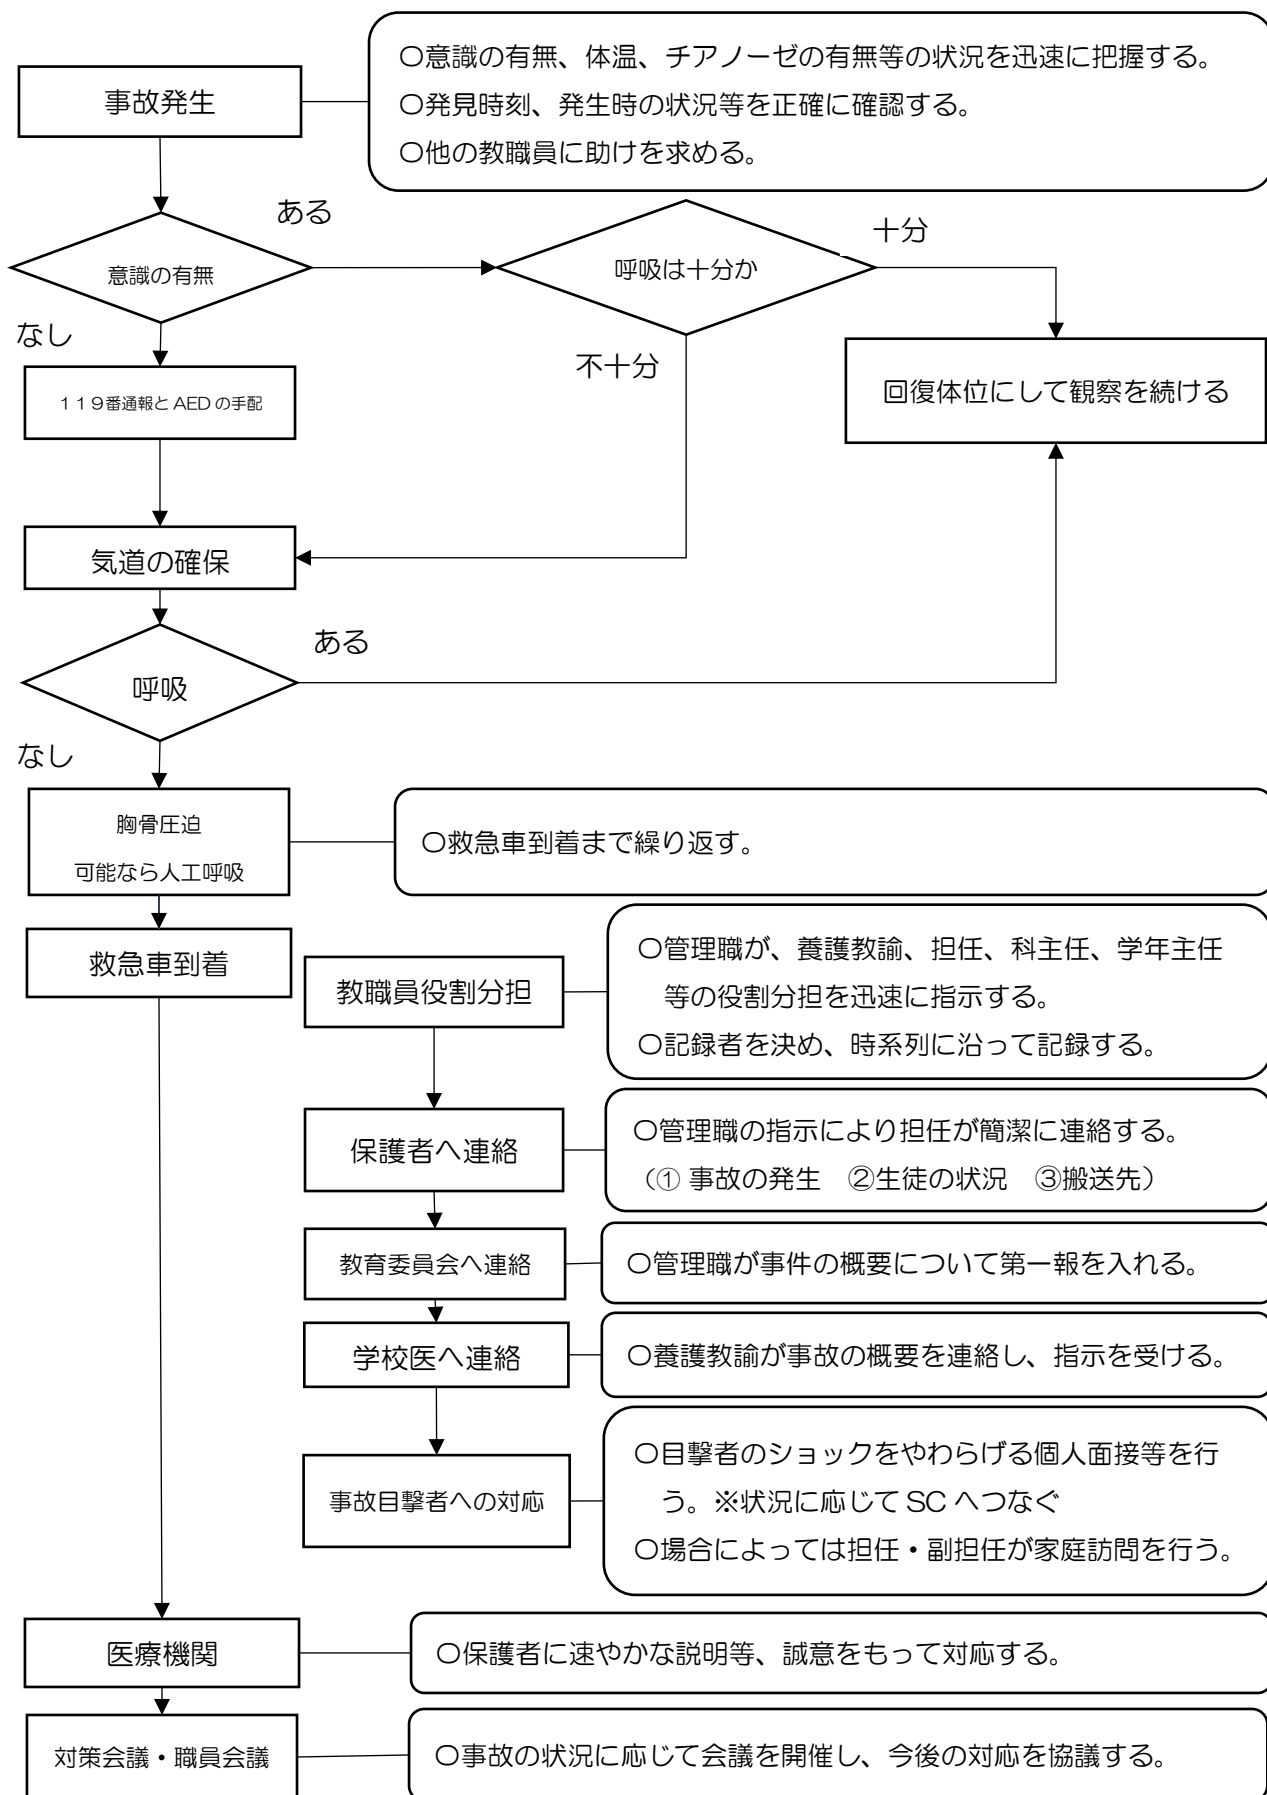 事故発生
〇意識の有無、体温、チアノーゼの有無等の状況を迅速に把握する。
〇発見時刻、発生時の状況等を正確に確認する。
〇他の教職員に助けを求める。
ある
意識の有無
呼吸は十分か
十分
なし
不十分
１１９番通報と AED の手配
回復体位にして観察を続ける
気道の確保
ある
呼吸
なし
胸骨圧迫
可能なら人工呼吸
〇救急車到着まで繰り返す。
救急車到着
教職員役割分担
〇管理職が、養護教諭、担任、科主任、学年主任
等の役割分担を迅速に指示する。
〇記録者を決め、時系列に沿って記録する。
保護者へ連絡
〇管理職の指示により担任が簡潔に連絡する。
（① 事故の発生　②生徒の状況　③搬送先）
教育委員会へ連絡
〇管理職が事件の概要について第一報を入れる。
学校医へ連絡
〇養護教諭が事故の概要を連絡し、指示を受ける。
事故目撃者への対応
〇目撃者のショックをやわらげる個人面接等を行
う。※状況に応じて SC へつなぐ
〇場合によっては担任・副担任が家庭訪問を行う。
医療機関
〇保護者に速やかな説明等、誠意をもって対応する。
対策会議・職員会議
〇事故の状況に応じて会議を開催し、今後の対応を協議する。